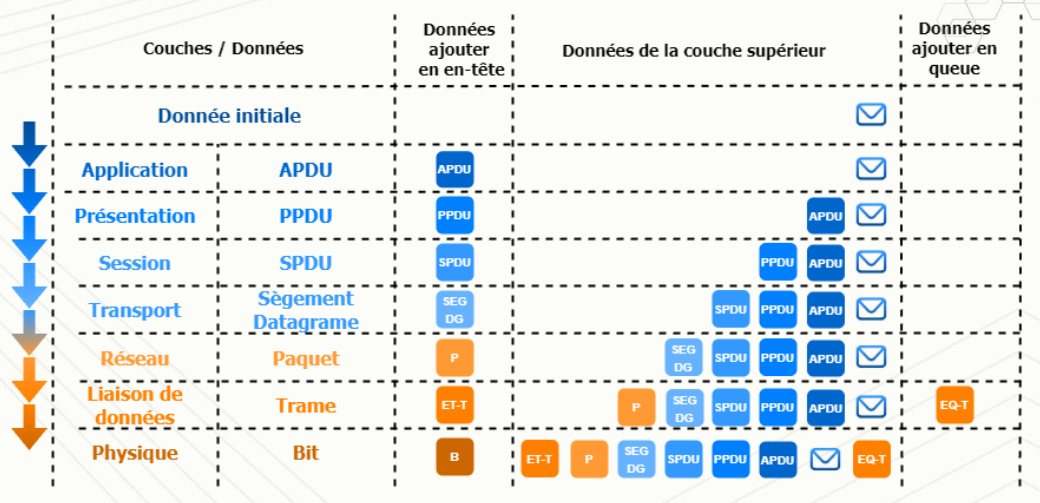 Couches / Données
Données
ajouter
en en-tête
Données de la couche supérieur
Données
ajouter en
queue
Donnée initiale
Application APDU APDU
Présentation PPDU PPDU APDU
Session SPDU SPDU PPDU APDU
Transport Sègement Datagrame SEG DG SPDU PPDU APDU
Réseau Paquet P SEG DG SPDU PPDU APDU
Liaison de données Trame ET-T P SEG DG SPDU PPDU APDU EQ-T
Physique Bit B ET-T P SEG DG SPDU PPDU APDU EQ-T